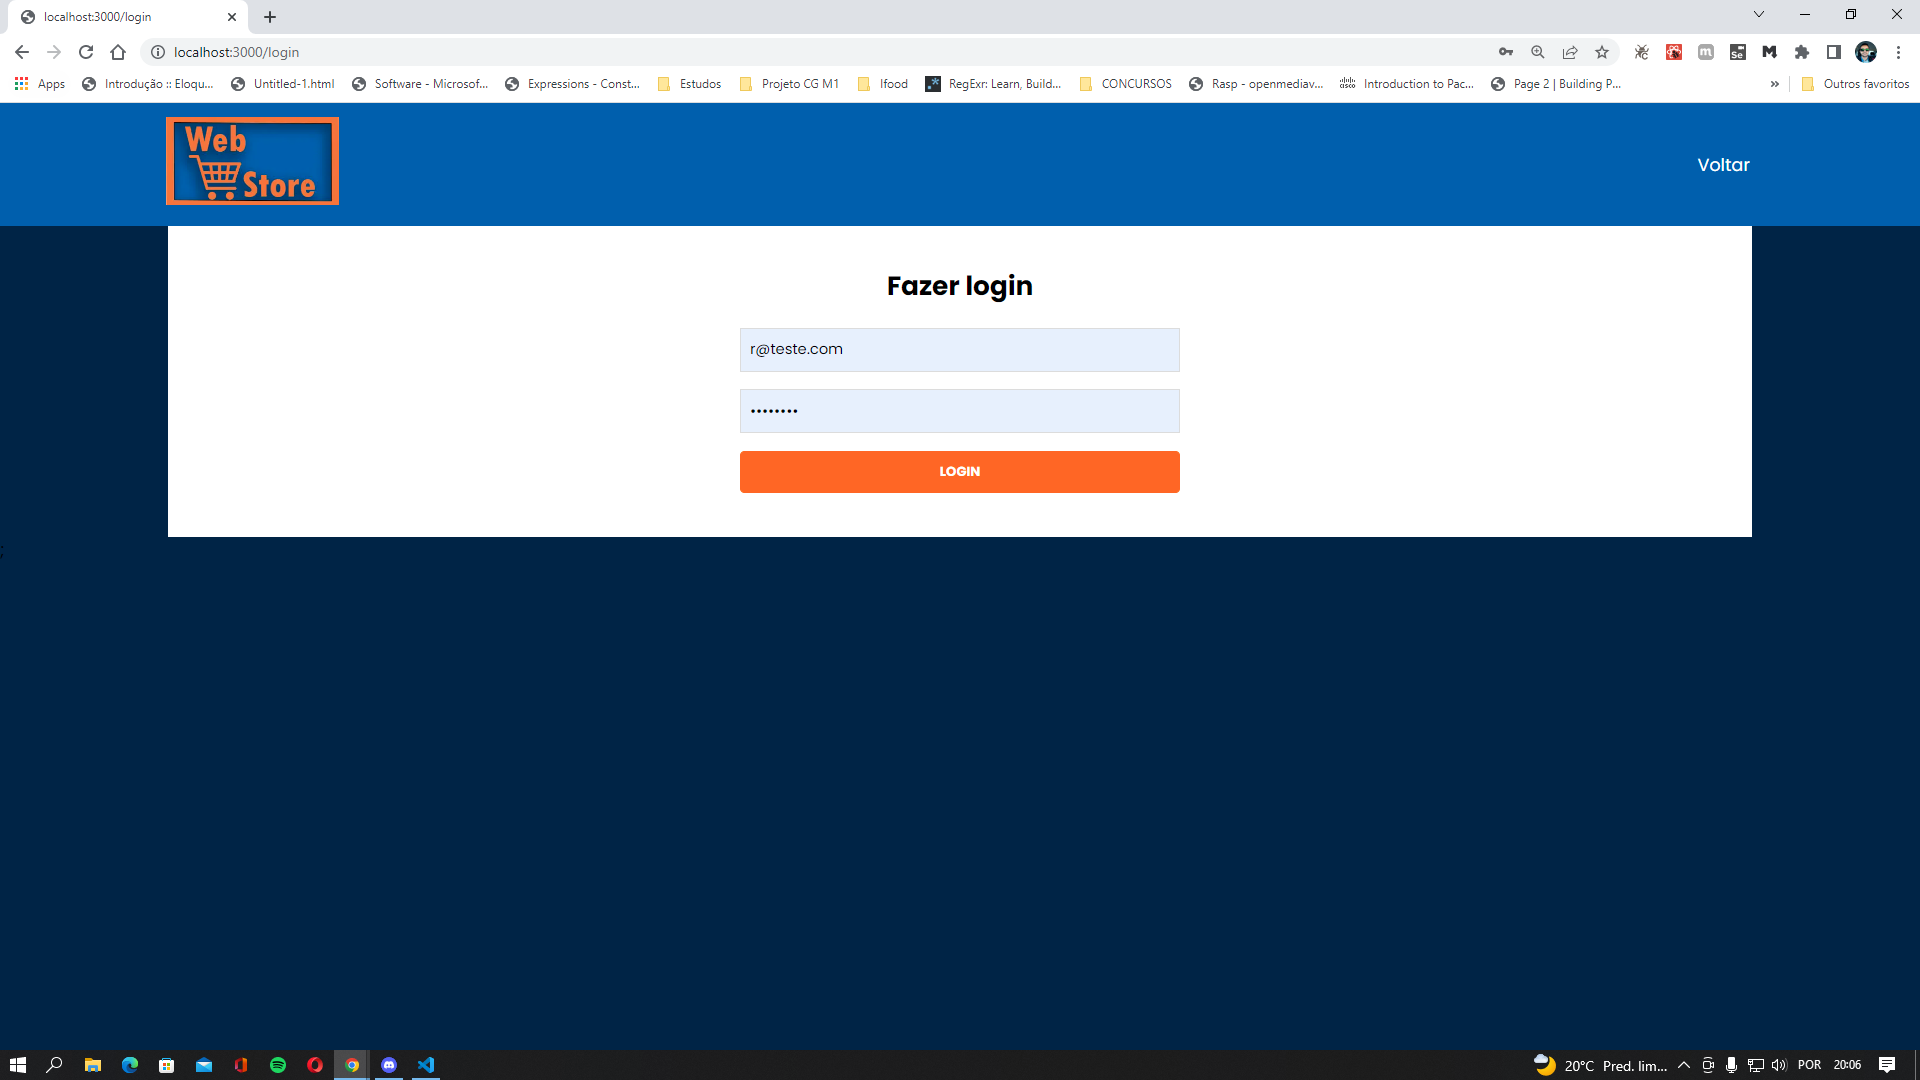 localhost:3000/login
localhost:3000/login
Apps Introdução :: Eloqu... Untitled-1.html Software - Microsof... Expressions - Const... Estudos Projeto CG M1 Ifood RegExr: Learn, Build... CONCURSOS Rasp - openmediav... Introduction to Pac... Page 2 | Building P... » Outros favoritos
Web
Store
Voltar
Fazer login
r@teste.com
••••••••
LOGIN
;
20°C Pred. lim... POR 20:06